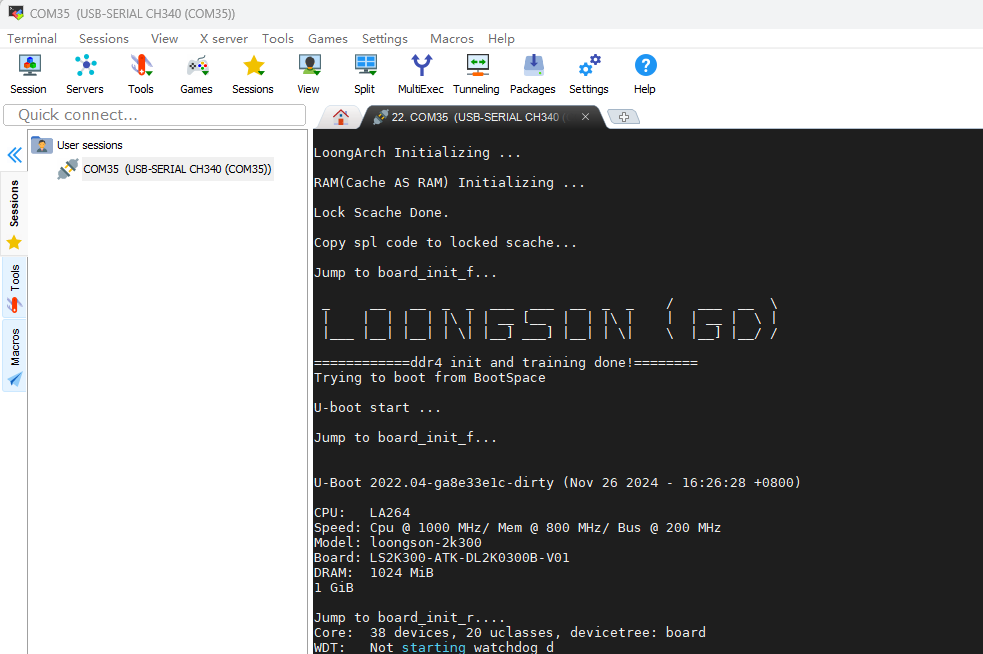 COM35  (USB-SERIAL CH340 (COM35))
Terminal Sessions View X server Tools Games Settings Macros Help
Session Servers Tools Games Sessions View Split MultiExec Tunneling Packages Settings Help
Quick connect...
22. COM35  (USB-SERIAL CH340 (
User sessions
COM35  (USB-SERIAL CH340 (COM35))
Sessions
Tools
Macros
LoongArch Initializing ...
RAM(Cache AS RAM) Initializing ...
Lock Scache Done.
Copy spl code to locked scache...
Jump to board_init_f...
LOONGSON (GD)
============ddr4 init and training done!========
Trying to boot from BootSpace
U-boot start ...
Jump to board_init_f...
U-Boot 2022.04-ga8e33e1c-dirty (Nov 26 2024 - 16:26:28 +0800)
CPU:   LA264
Speed: Cpu @ 1000 MHz/ Mem @ 800 MHz/ Bus @ 200 MHz
Model: loongson-2k300
Board: LS2K300-ATK-DL2K0300B-V01
DRAM:  1024 MiB
1 GiB
Jump to board_init_r....
Core:  38 devices, 20 uclasses, devicetree: board
WDT:   Not starting watchdog d